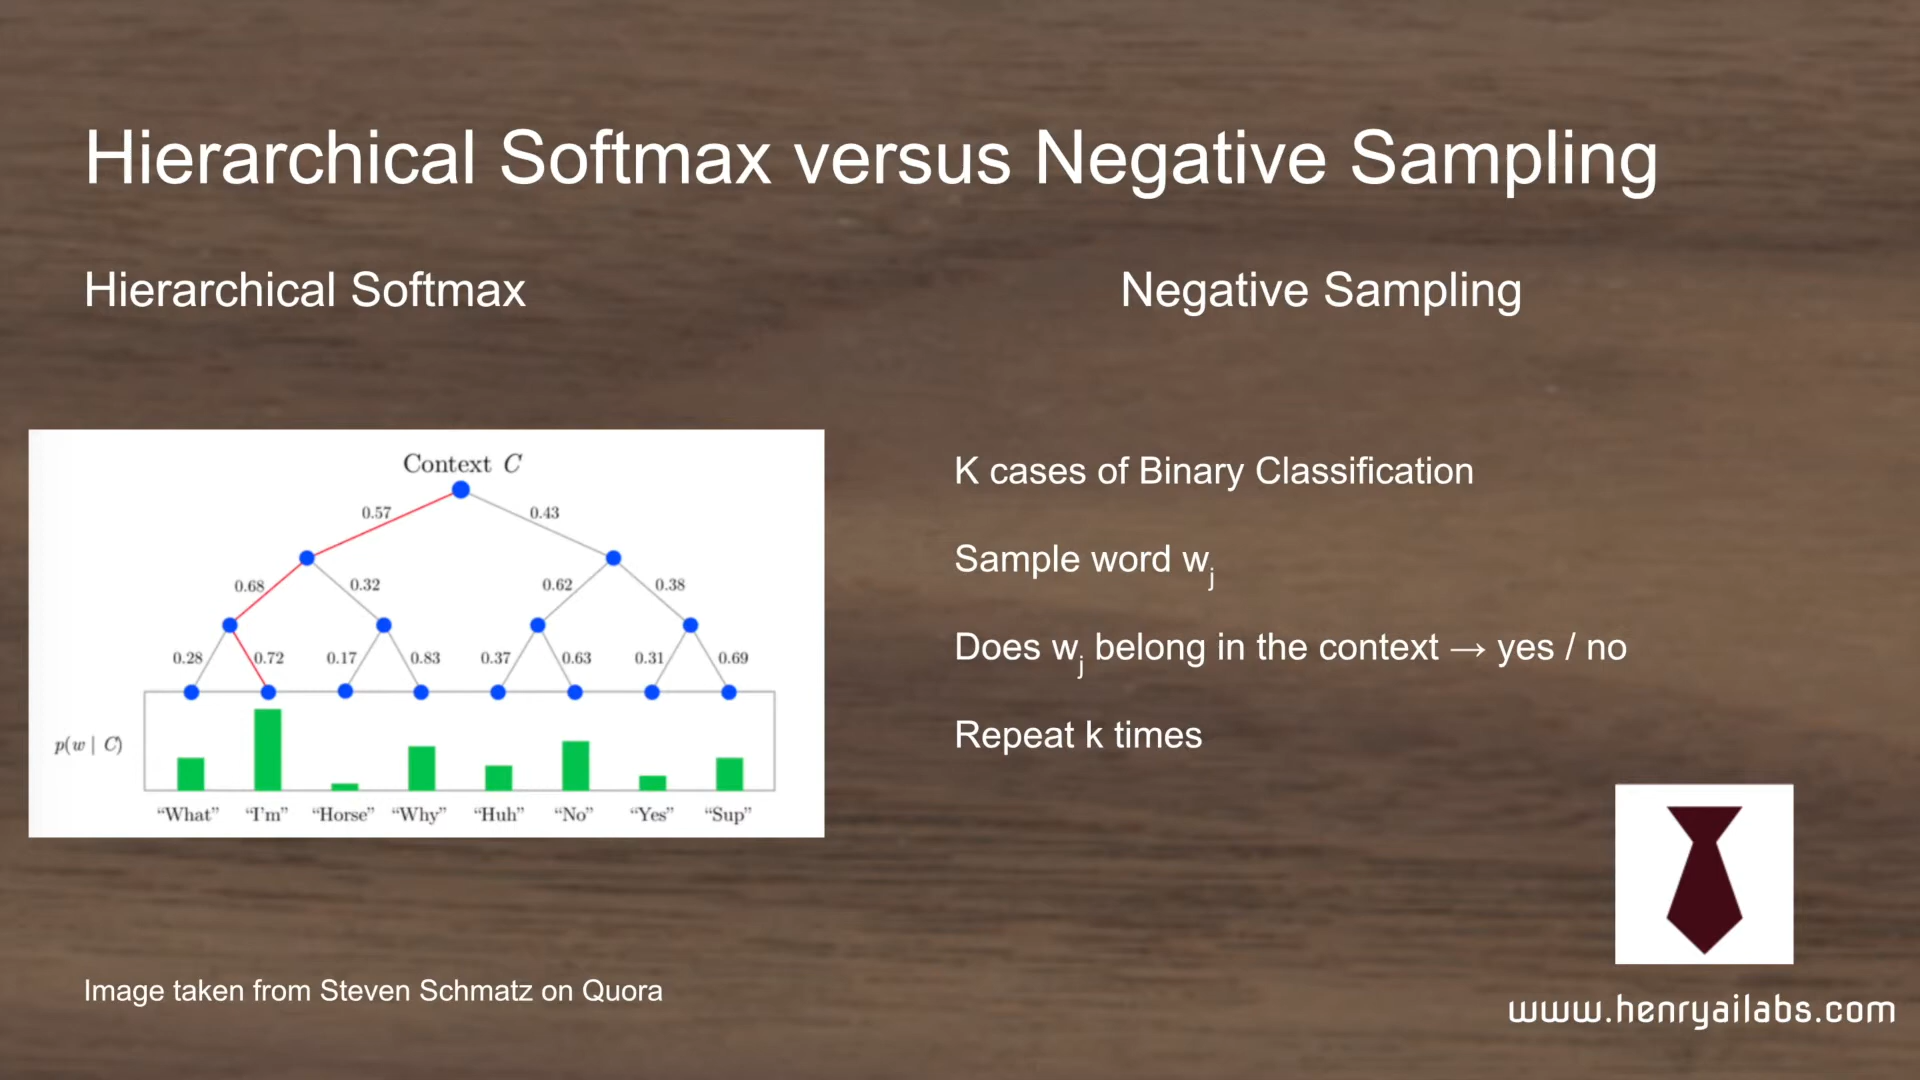 Hierarchical Softmax versus Negative Sampling
Hierarchical Softmax
Negative Sampling
Context C
0.57
0.43
0.68
0.32
0.62
0.38
0.28
0.72
0.17
0.83
0.37
0.63
0.31
0.69
p(w | C)
“What” “I’m” “Horse” “Why” “Huh” “No” “Yes” “Sup”
K cases of Binary Classification
Sample word wj
Does wj belong in the context → yes / no
Repeat k times
Image taken from Steven Schmatz on Quora
www.henryailabs.com